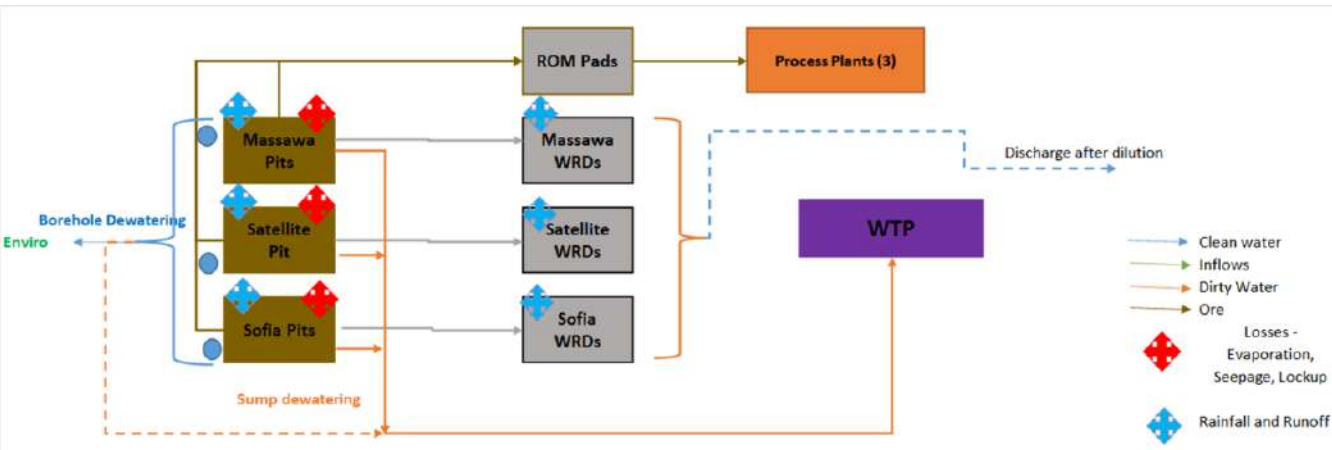 ROM Pads
Process Plants (3)
Massawa
Pits
Massawa
WRDs
Discharge after dilution
Borehole Dewatering
Enviro
Satellite
Pit
Satellite
WRDs
WTP
Clean water
Inflows
Dirty Water
Ore
Sofia Pits
Sofia
WRDs
Losses -
Evaporation,
Seepage, Lockup
Sump dewatering
Rainfall and Runoff